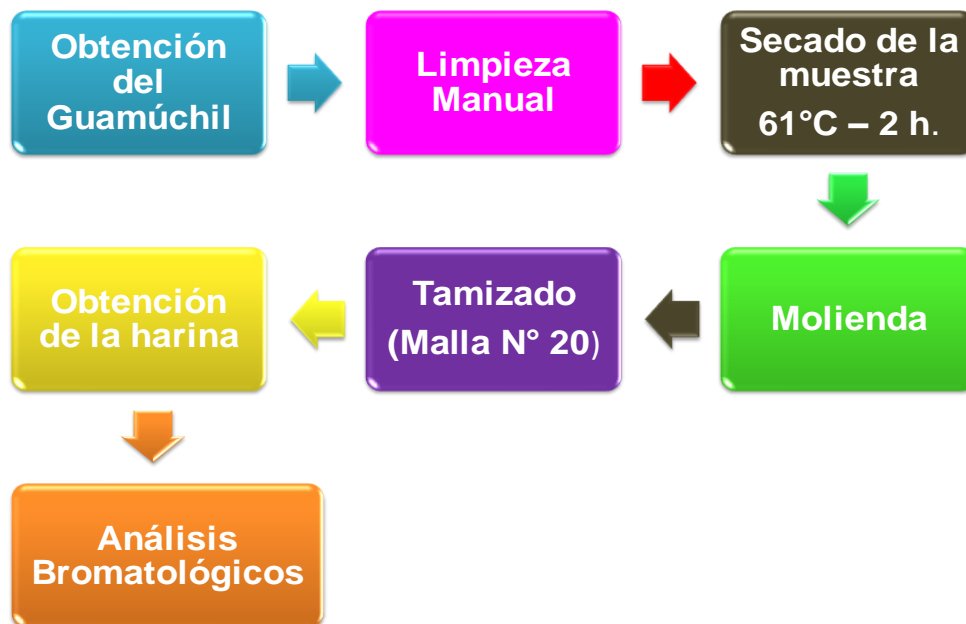 Obtención
del
Guamúchil
Limpieza
Manual
Secado de la
muestra
61°C – 2 h.
Molienda
Tamizado
(Malla N° 20)
Obtención
de la harina
Análisis
Bromatológicos